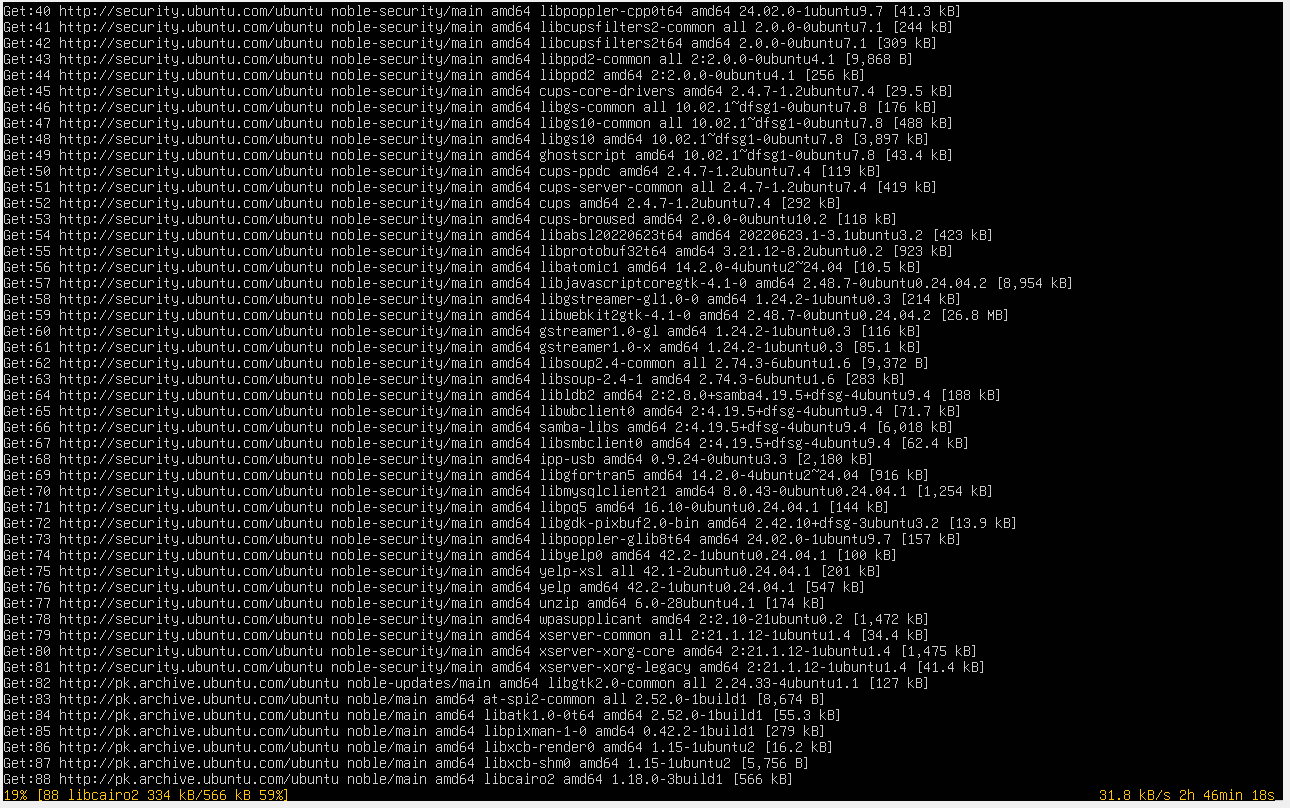 Get:40 http://security.ubuntu.com/ubuntu noble-security/main amd64 libpoppler-cpp0t64 amd64 24.02.0-1ubuntu9.7 [41.3 kB]
Get:41 http://security.ubuntu.com/ubuntu noble-security/main amd64 libcupsfilters2-common all 2.0.0-0ubuntu7.1 [244 kB]
Get:42 http://security.ubuntu.com/ubuntu noble-security/main amd64 libcupsfilters2t64 amd64 2.0.0-0ubuntu7.1 [309 kB]
Get:43 http://security.ubuntu.com/ubuntu noble-security/main amd64 libppd2-common all 2:2.0.0-0ubuntu4.1 [9,868 B]
Get:44 http://security.ubuntu.com/ubuntu noble-security/main amd64 libppd2 amd64 2:2.0.0-0ubuntu4.1 [256 kB]
Get:45 http://security.ubuntu.com/ubuntu noble-security/main amd64 cups-core-drivers amd64 2.4.7-1.2ubuntu7.4 [29.5 kB]
Get:46 http://security.ubuntu.com/ubuntu noble-security/main amd64 libgs-common all 10.02.1~dfsg1-0ubuntu7.8 [176 kB]
Get:47 http://security.ubuntu.com/ubuntu noble-security/main amd64 libgs10-common all 10.02.1~dfsg1-0ubuntu7.8 [488 kB]
Get:48 http://security.ubuntu.com/ubuntu noble-security/main amd64 libgs10 amd64 10.02.1~dfsg1-0ubuntu7.8 [3,897 kB]
Get:49 http://security.ubuntu.com/ubuntu noble-security/main amd64 ghostscript amd64 10.02.1~dfsg1-0ubuntu7.8 [43.4 kB]
Get:50 http://security.ubuntu.com/ubuntu noble-security/main amd64 cups-ppdc amd64 2.4.7-1.2ubuntu7.4 [119 kB]
Get:51 http://security.ubuntu.com/ubuntu noble-security/main amd64 cups-server-common all 2.4.7-1.2ubuntu7.4 [419 kB]
Get:52 http://security.ubuntu.com/ubuntu noble-security/main amd64 cups amd64 2.4.7-1.2ubuntu7.4 [292 kB]
Get:53 http://security.ubuntu.com/ubuntu noble-security/main amd64 cups-browsed amd64 2.0.0-0ubuntu10.2 [118 kB]
Get:54 http://security.ubuntu.com/ubuntu noble-security/main amd64 libabsl20220623t64 amd64 20220623.1-3.1ubuntu3.2 [423 kB]
Get:55 http://security.ubuntu.com/ubuntu noble-security/main amd64 libprotobuf32t64 amd64 3.21.12-8.2ubuntu0.2 [923 kB]
Get:56 http://security.ubuntu.com/ubuntu noble-security/main amd64 libatomic1 amd64 14.2.0-4ubuntu2~24.04 [10.5 kB]
Get:57 http://security.ubuntu.com/ubuntu noble-security/main amd64 libjavascriptcoregtk-4.1-0 amd64 2.48.7-0ubuntu0.24.04.2 [8,954 kB]
Get:58 http://security.ubuntu.com/ubuntu noble-security/main amd64 libgstreamer-gl1.0-0 amd64 1.24.2-1ubuntu0.3 [214 kB]
Get:59 http://security.ubuntu.com/ubuntu noble-security/main amd64 libwebkit2gtk-4.1-0 amd64 2.48.7-0ubuntu0.24.04.2 [26.8 MB]
Get:60 http://security.ubuntu.com/ubuntu noble-security/main amd64 gstreamer1.0-gl amd64 1.24.2-1ubuntu0.3 [116 kB]
Get:61 http://security.ubuntu.com/ubuntu noble-security/main amd64 gstreamer1.0-x amd64 1.24.2-1ubuntu0.3 [85.1 kB]
Get:62 http://security.ubuntu.com/ubuntu noble-security/main amd64 libsoup2.4-common all 2.74.3-6ubuntu1.6 [9,372 B]
Get:63 http://security.ubuntu.com/ubuntu noble-security/main amd64 libsoup-2.4-1 amd64 2.74.3-6ubuntu1.6 [283 kB]
Get:64 http://security.ubuntu.com/ubuntu noble-security/main amd64 libldb2 amd64 2:2.8.0+samba4.19.5+dfsg-4ubuntu9.4 [188 kB]
Get:65 http://security.ubuntu.com/ubuntu noble-security/main amd64 libwbclient0 amd64 2:4.19.5+dfsg-4ubuntu9.4 [71.7 kB]
Get:66 http://security.ubuntu.com/ubuntu noble-security/main amd64 samba-libs amd64 2:4.19.5+dfsg-4ubuntu9.4 [6,018 kB]
Get:67 http://security.ubuntu.com/ubuntu noble-security/main amd64 libsmbclient0 amd64 2:4.19.5+dfsg-4ubuntu9.4 [62.4 kB]
Get:68 http://security.ubuntu.com/ubuntu noble-security/main amd64 ipp-usb amd64 0.9.24-0ubuntu3.3 [2,180 kB]
Get:69 http://security.ubuntu.com/ubuntu noble-security/main amd64 libgfortran5 amd64 14.2.0-4ubuntu2~24.04 [916 kB]
Get:70 http://security.ubuntu.com/ubuntu noble-security/main amd64 libmysqlclient21 amd64 8.0.43-0ubuntu0.24.04.1 [1,254 kB]
Get:71 http://security.ubuntu.com/ubuntu noble-security/main amd64 libpq5 amd64 16.10-0ubuntu0.24.04.1 [144 kB]
Get:72 http://security.ubuntu.com/ubuntu noble-security/main amd64 libgdk-pixbuf2.0-bin amd64 2.42.10+dfsg-3ubuntu3.2 [13.9 kB]
Get:73 http://security.ubuntu.com/ubuntu noble-security/main amd64 libpoppler-glib8t64 amd64 24.02.0-1ubuntu9.7 [157 kB]
Get:74 http://security.ubuntu.com/ubuntu noble-security/main amd64 libyelp0 amd64 42.2-1ubuntu0.24.04.1 [100 kB]
Get:75 http://security.ubuntu.com/ubuntu noble-security/main amd64 yelp-xsl all 42.1-2ubuntu0.24.04.1 [201 kB]
Get:76 http://security.ubuntu.com/ubuntu noble-security/main amd64 yelp amd64 42.2-1ubuntu0.24.04.1 [547 kB]
Get:77 http://security.ubuntu.com/ubuntu noble-security/main amd64 unzip amd64 6.0-28ubuntu4.1 [174 kB]
Get:78 http://security.ubuntu.com/ubuntu noble-security/main amd64 wpasupplicant amd64 2:2.10-21ubuntu0.2 [1,472 kB]
Get:79 http://security.ubuntu.com/ubuntu noble-security/main amd64 xserver-common all 2:21.1.12-1ubuntu1.4 [34.4 kB]
Get:80 http://security.ubuntu.com/ubuntu noble-security/main amd64 xserver-xorg-core amd64 2:21.1.12-1ubuntu1.4 [1,475 kB]
Get:81 http://security.ubuntu.com/ubuntu noble-security/main amd64 xserver-xorg-legacy amd64 2:21.1.12-1ubuntu1.4 [41.4 kB]
Get:82 http://pk.archive.ubuntu.com/ubuntu noble-updates/main amd64 libgtk2.0-common all 2.24.33-4ubuntu1.1 [127 kB]
Get:83 http://pk.archive.ubuntu.com/ubuntu noble/main amd64 at-spi2-common all 2.52.0-1build1 [8,674 B]
Get:84 http://pk.archive.ubuntu.com/ubuntu noble/main amd64 libatk1.0-0t64 amd64 2.52.0-1build1 [55.3 kB]
Get:85 http://pk.archive.ubuntu.com/ubuntu noble/main amd64 libpixman-1-0 amd64 0.42.2-1build1 [279 kB]
Get:86 http://pk.archive.ubuntu.com/ubuntu noble/main amd64 libxcb-render0 amd64 1.15-1ubuntu2 [16.2 kB]
Get:87 http://pk.archive.ubuntu.com/ubuntu noble/main amd64 libxcb-shm0 amd64 1.15-1ubuntu2 [5,756 B]
Get:88 http://pk.archive.ubuntu.com/ubuntu noble/main amd64 libcairo2 amd64 1.18.0-3build1 [566 kB]
19% [88 libcairo2 334 kB/566 kB 59%] 31.8 kB/s 2h 46min 18s